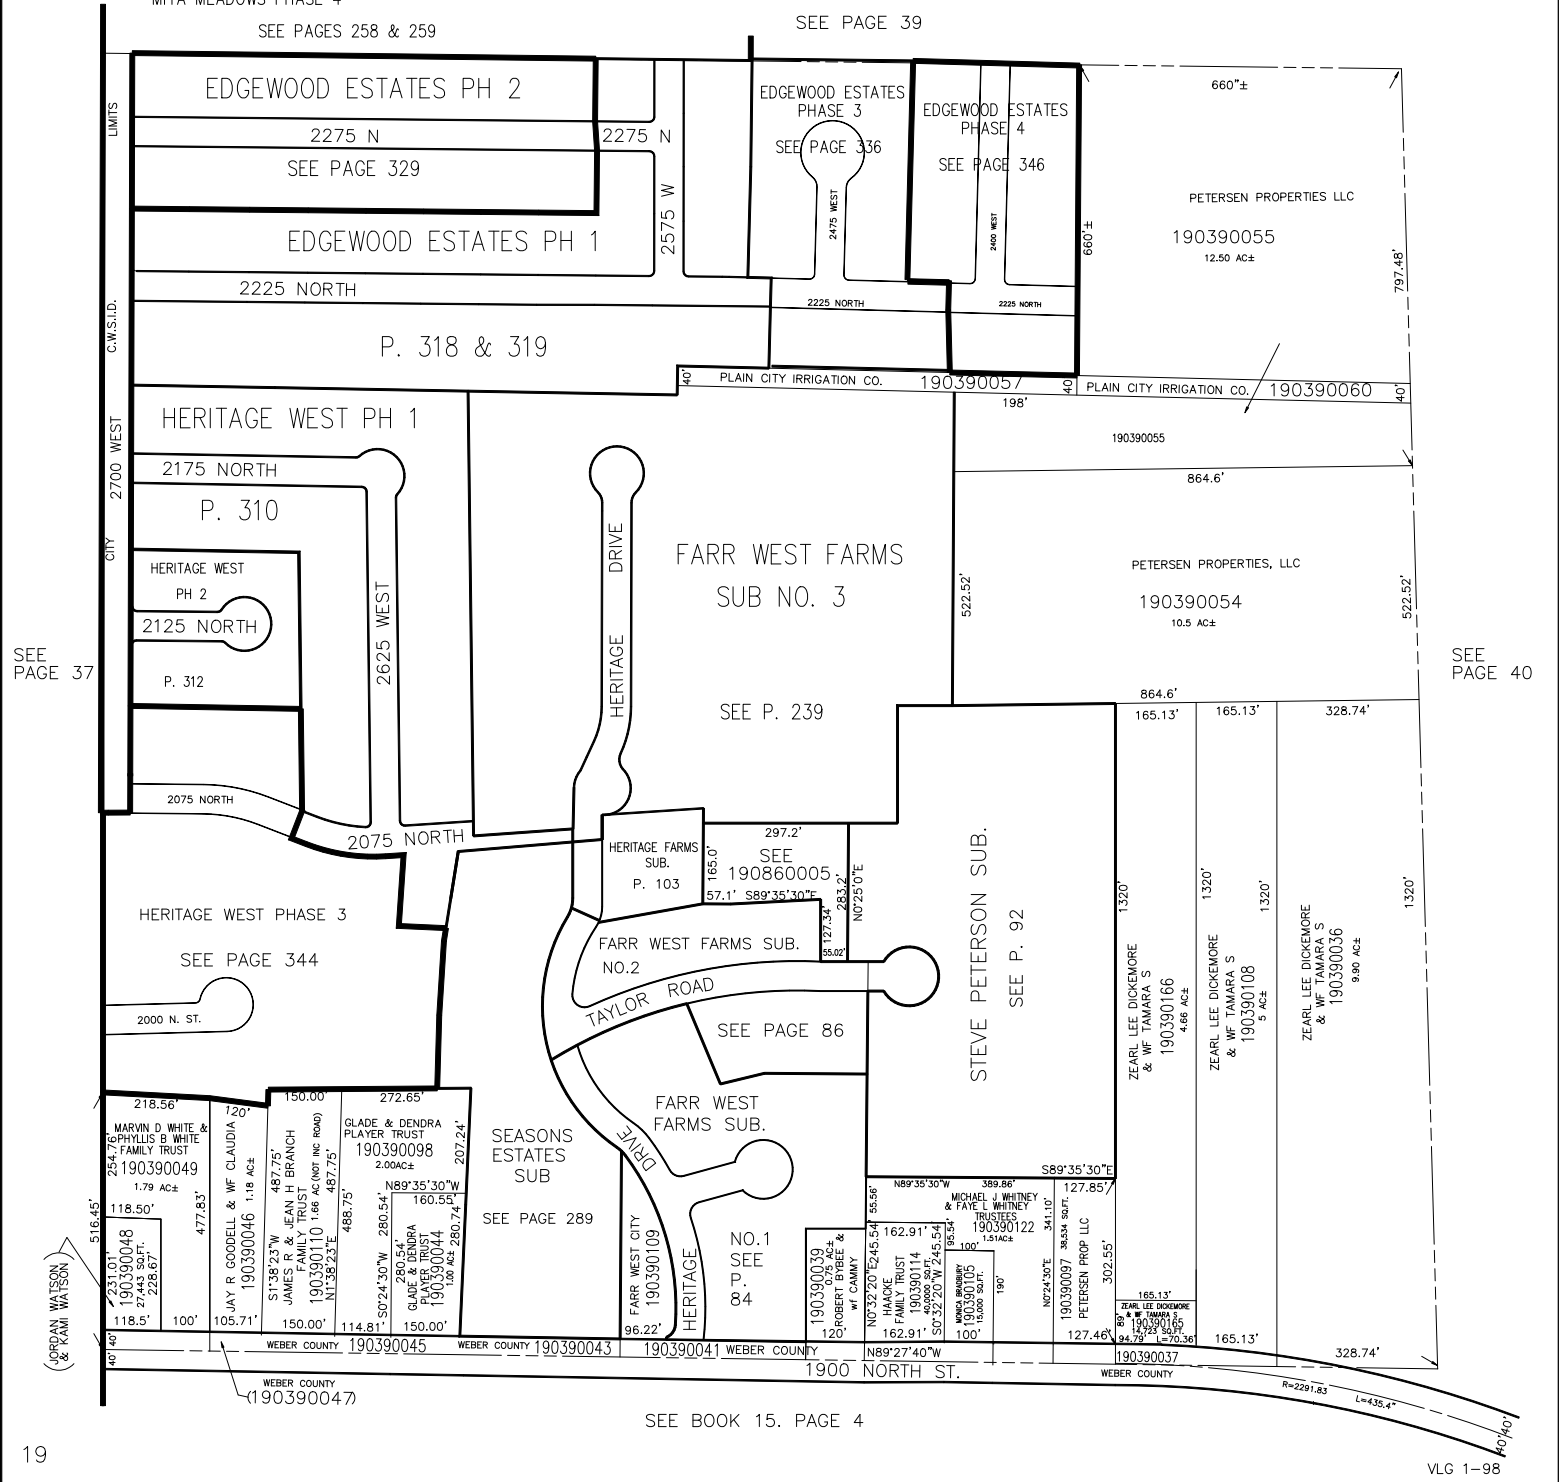 MITA MEADOWS PHASE 4
SEE PAGES 258 & 259
SEE PAGE 39
EDGEWOOD ESTATES PH 2
2275 N
2275 N
SEE PAGE 329
EDGEWOOD ESTATES PH 1
2575 W
2225 NORTH
P. 318 & 319
EDGEWOOD ESTATES
PHASE 3
SEE PAGE 336
2475 WEST
2225 NORTH
EDGEWOOD ESTATES
PHASE 4
SEE PAGE 346
2400 WEST
2225 NORTH
660"±
660'±
PETERSEN PROPERTIES LLC
190390055
12.50 AC±
797.48'
LIMITS
C.W.S.I.D.
2700 WEST
CITY
40'
PLAIN CITY IRRIGATION CO.
190390057
40'
PLAIN CITY IRRIGATION CO.
190390060
40'
198'
190390055
864.6'
HERITAGE WEST PH 1
2175 NORTH
P. 310
HERITAGE WEST
PH 2
2125 NORTH
P. 312
2625 WEST
2075 NORTH
2075 NORTH
HERITAGE DRIVE
FARR WEST FARMS
SUB NO. 3
SEE P. 239
522.52'
PETERSEN PROPERTIES, LLC
190390054
10.5 AC±
522.52'
864.6'
SEE
PAGE 37
SEE
PAGE 40
165.13'
165.13'
328.74'
HERITAGE FARMS
SUB.
P. 103
297.2'
SEE
190860005
165.0'
57.1'
S89°35'30"E
283.2'
N0°25'0"E
127.34'
55.02'
STEVE PETERSON SUB.
SEE P. 92
1320'
1320'
1320'
1320'
ZEARL LEE DICKEMORE
& WF TAMARA S
190390166
4.66 AC±
ZEARL LEE DICKEMORE
& WF TAMARA S
190390108
5 AC±
ZEARL LEE DICKEMORE
& WF TAMARA S
190390036
9.90 AC±
HERITAGE WEST PHASE 3
SEE PAGE 344
2000 N. ST.
FARR WEST FARMS SUB.
NO.2
TAYLOR ROAD
SEE PAGE 86
FARR WEST
FARMS SUB.
DRIVE
HERITAGE
NO.1
SEE
P.
84
SEASONS
ESTATES
SUB
SEE PAGE 289
218.56'
MARVIN D WHITE &
PHYLLIS B WHITE
FAMILY TRUST
190390049
1.79 AC±
254.76'
118.50'
516.45'
231.01'
190390048
27,443 SQ.FT.
228.67'
118.5'
100'
477.83'
120'
JAY R GOODELL & WF CLAUDIA
190390046
1.18 AC±
105.71'
150.00'
487.75'
S1°38'23"W
JAMES R & JEAN H BRANCH
FAMILY TRUST
190390110
1.66 AC (NOT INC ROAD)
487.75'
N1°38'23"E
150.00'
272.65'
GLADE & DENDRA
PLAYER TRUST
190390098
2.00AC±
207.24'
488.75'
N89°35'30"W
160.55'
280.54'
S0°24'30"W
280.54'
GLADE & DENDRA
PLAYER TRUST
190390044
1.00 AC±
280.74'
114.81'
150.00'
FARR WEST CITY
190390109
96.22'
190390039
0.75 AC±
ROBERT BYBEE &
wf CAMMY
120'
S89°35'30"E
N89°35'30"W
389.86'
55.56'
245.54'
N0°32'20"E
162.91'
HAACKE
FAMILY TRUST
190390114
162.91'
S0°32'20"W 245.54'
95.54'
MICHAEL J WHITNEY
& FAYE L WHITNEY
TRUSTEES
190390122
1.51AC±
100'
MONICA BRADBURY
190390105
15,000 SQ.FT.
190'
100'
127.85'
341.10'
N0°24'30"E
190390097
38,534 SQ.FT.
PETERSEN PROP LLC
302.55'
127.46'
165.13'
ZEARL LEE DICKEMORE
& WF TAMARA S
190390165
14,723 SQ.FT.
89'
94.79'
L=70.36'
165.13'
328.74'
(JORDAN WATSON
& KAMI WATSON)
40'
40'
WEBER COUNTY
190390045
WEBER COUNTY
190390043
190390041
WEBER COUNTY
N89°27'40"W
190390037
1900 NORTH ST.
WEBER COUNTY
WEBER COUNTY
(190390047)
R=2291.83
L=435.4"
40'
40'
SEE BOOK 15. PAGE 4
19
VLG 1-98